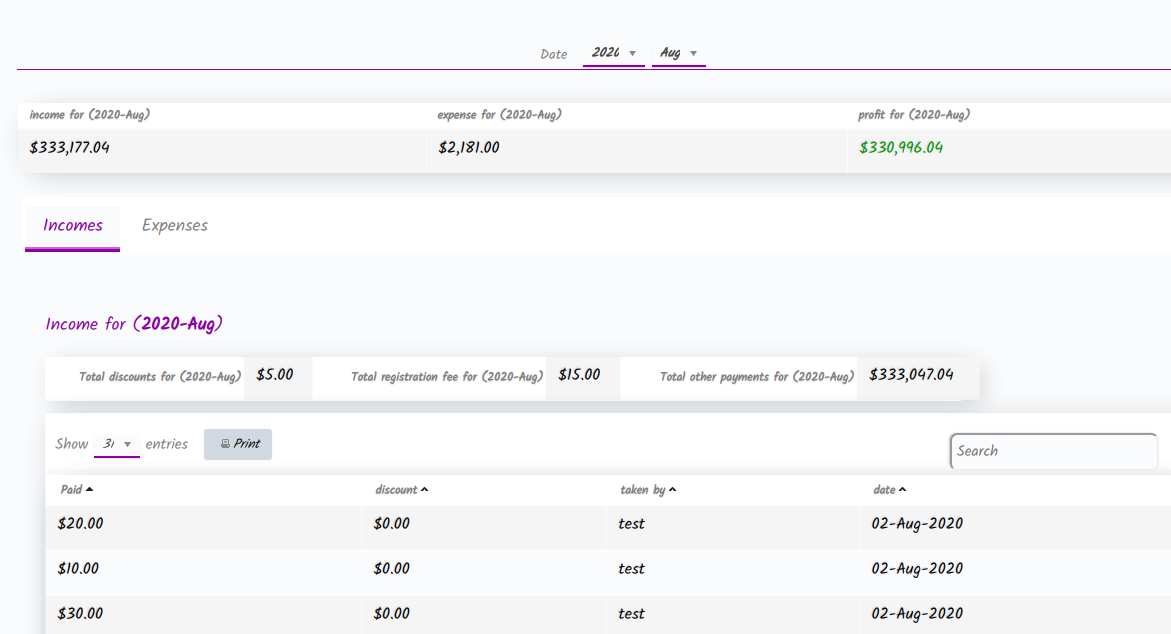 Date 2020 Aug
income for (2020-Aug) expense for (2020-Aug) profit for (2020-Aug)
$333,177.04 $2,181.00 $330,996.04
Incomes Expenses
Income for (2020-Aug)
Total discounts for (2020-Aug) $5.00 Total registration fee for (2020-Aug) $15.00 Total other payments for (2020-Aug) $333,047.04
Show entries Print Search
Paid discount taken by date
$20.00 $0.00 test 02-Aug-2020
$10.00 $0.00 test 02-Aug-2020
$30.00 $0.00 test 02-Aug-2020